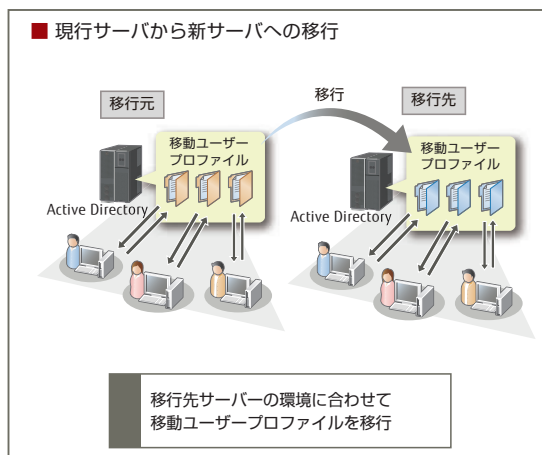 ■ 現行サーバから新サーバへの移行
移行元
移行
移行先
移動ユーザー
プロファイル
Active Directory
移動ユーザー
プロファイル
Active Directory
移行先サーバーの環境に合わせて
移動ユーザープロファイルを移行